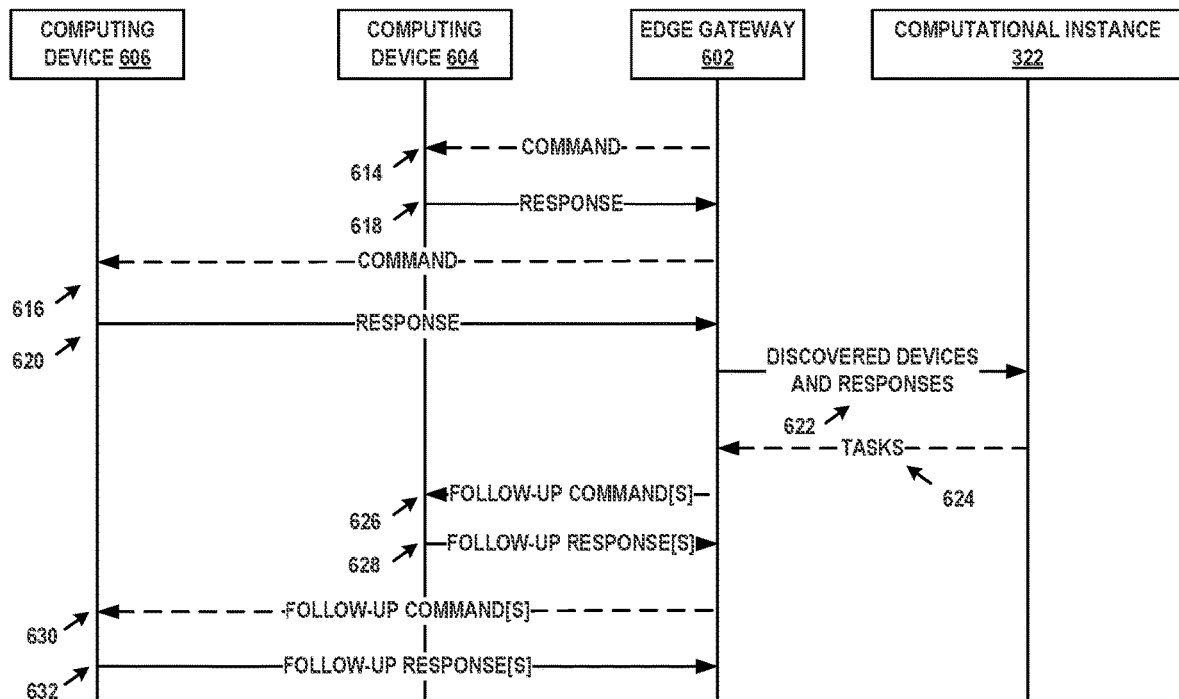 COMPUTING
DEVICE 606
COMPUTING
DEVICE 604
EDGE GATEWAY
602
COMPUTATIONAL INSTANCE
322
COMMAND
614
RESPONSE
618
COMMAND
616
RESPONSE
620
DISCOVERED DEVICES
AND RESPONSES
622
TASKS
624
FOLLOW-UP COMMAND[S]
626
FOLLOW-UP RESPONSE[S]
628
FOLLOW-UP COMMAND[S]
630
FOLLOW-UP RESPONSE[S]
632